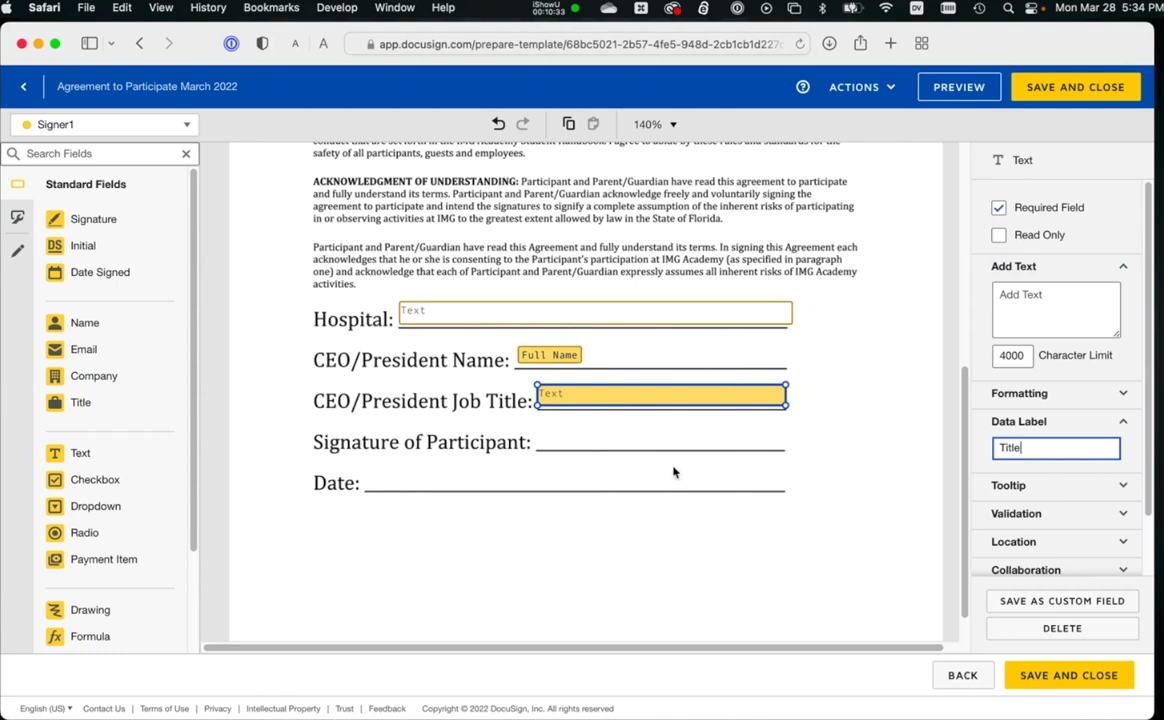 Safari File Edit View History Bookmarks Develop Window Help iShowU 00:10:33 DV Mon Mar 28 5:34 PM
A A app.docusign.com/prepare-template/68bc5021-2b57-4fe5-948d-2cb1cb1d227c
Agreement to Participate March 2022 ? ACTIONS PREVIEW SAVE AND CLOSE
Signer1 140%
Search Fields
Standard Fields
Signature
DS Initial
Date Signed
Name
Email
Company
Title
T Text
Checkbox
Dropdown
Radio
Payment Item
Drawing
fx Formula
safety of all participants, guests and employees.
ACKNOWLEDGMENT OF UNDERSTANDING: Participant and Parent/Guardian have read this agreement to participate
and fully understand its terms. Participant and Parent/Guardian acknowledge freely and voluntarily signing the
agreement to participate and intend the signatures to signify a complete assumption of the inherent risks of participating
in or observing activities at IMG to the greatest extent allowed by law in the State of Florida.
Participant and Parent/Guardian have read this Agreement and fully understand its terms. In signing this Agreement each
acknowledges that he or she is consenting to the Participant's participation at IMG Academy (as specified in paragraph
one) and acknowledge that each of Participant and Parent/Guardian expressly assumes all inherent risks of IMG Academy
activities.
Hospital: Text
CEO/President Name: Full Name
CEO/President Job Title: Text
Signature of Participant:
Date:
T Text
Required Field
Read Only
Add Text
Add Text
4000 Character Limit
Formatting
Data Label
Title
Tooltip
Validation
Location
Collaboration
SAVE AS CUSTOM FIELD
DELETE
BACK SAVE AND CLOSE
English (US) Contact Us | Terms of Use | Privacy | Intellectual Property | Trust | Feedback Copyright © 2022 DocuSign, Inc. All rights reserved